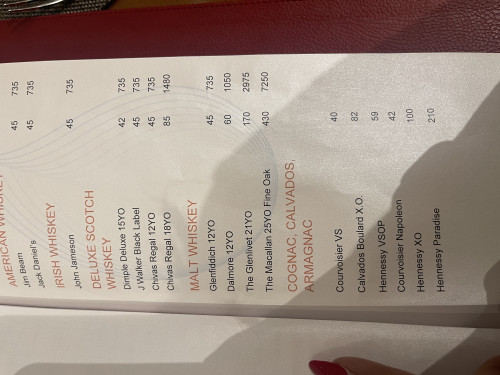 AMERICAN WHISKEY
Jim Beam 45 735
Jack Daniel's 45 735
IRISH WHISKEY
John Jameson 45 735
DELUXE SCOTCH
WHISKEY
Dimple Deluxe 15YO 42 735
J Walker Black Label 45 735
Chivas Regal 12YO 45 735
Chivas Regal 18YO 85 1480
MALT WHISKEY
Glenfiddich 12YO 45 735
Dalmore 12YO 60 1050
The Glenlivet 21YO 170 2975
The Macallan 25YO Fine Oak 430 7250
COGNAC, CALVADOS,
ARMAGNAC
Courvoisier VS 40
Calvados Boulard X.O. 82
Hennessy VSOP 59
Courvoisier Napoleon 42
Hennessy XO 100
Hennessy Paradise 210